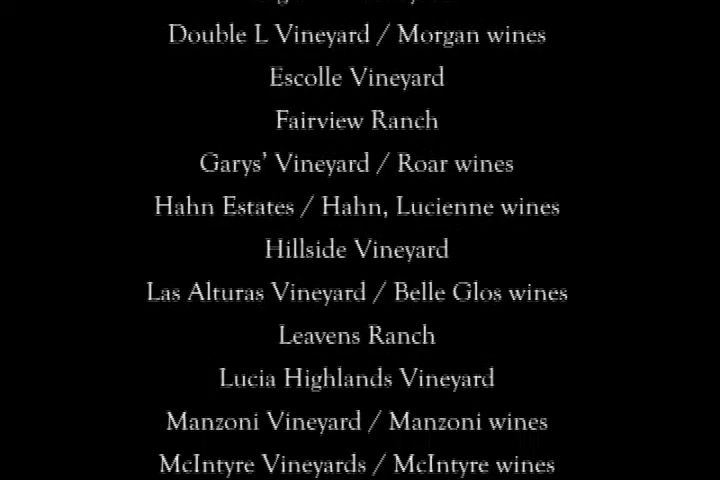 Double L Vineyard / Morgan wines
Escolle Vineyard
Fairview Ranch
Garys' Vineyard / Roar wines
Hahn Estates / Hahn, Lucienne wines
Hillside Vineyard
Las Alturas Vineyard / Belle Glos wines
Leavens Ranch
Lucia Highlands Vineyard
Manzoni Vineyard / Manzoni wines
McIntyre Vineyards / McIntyre wines